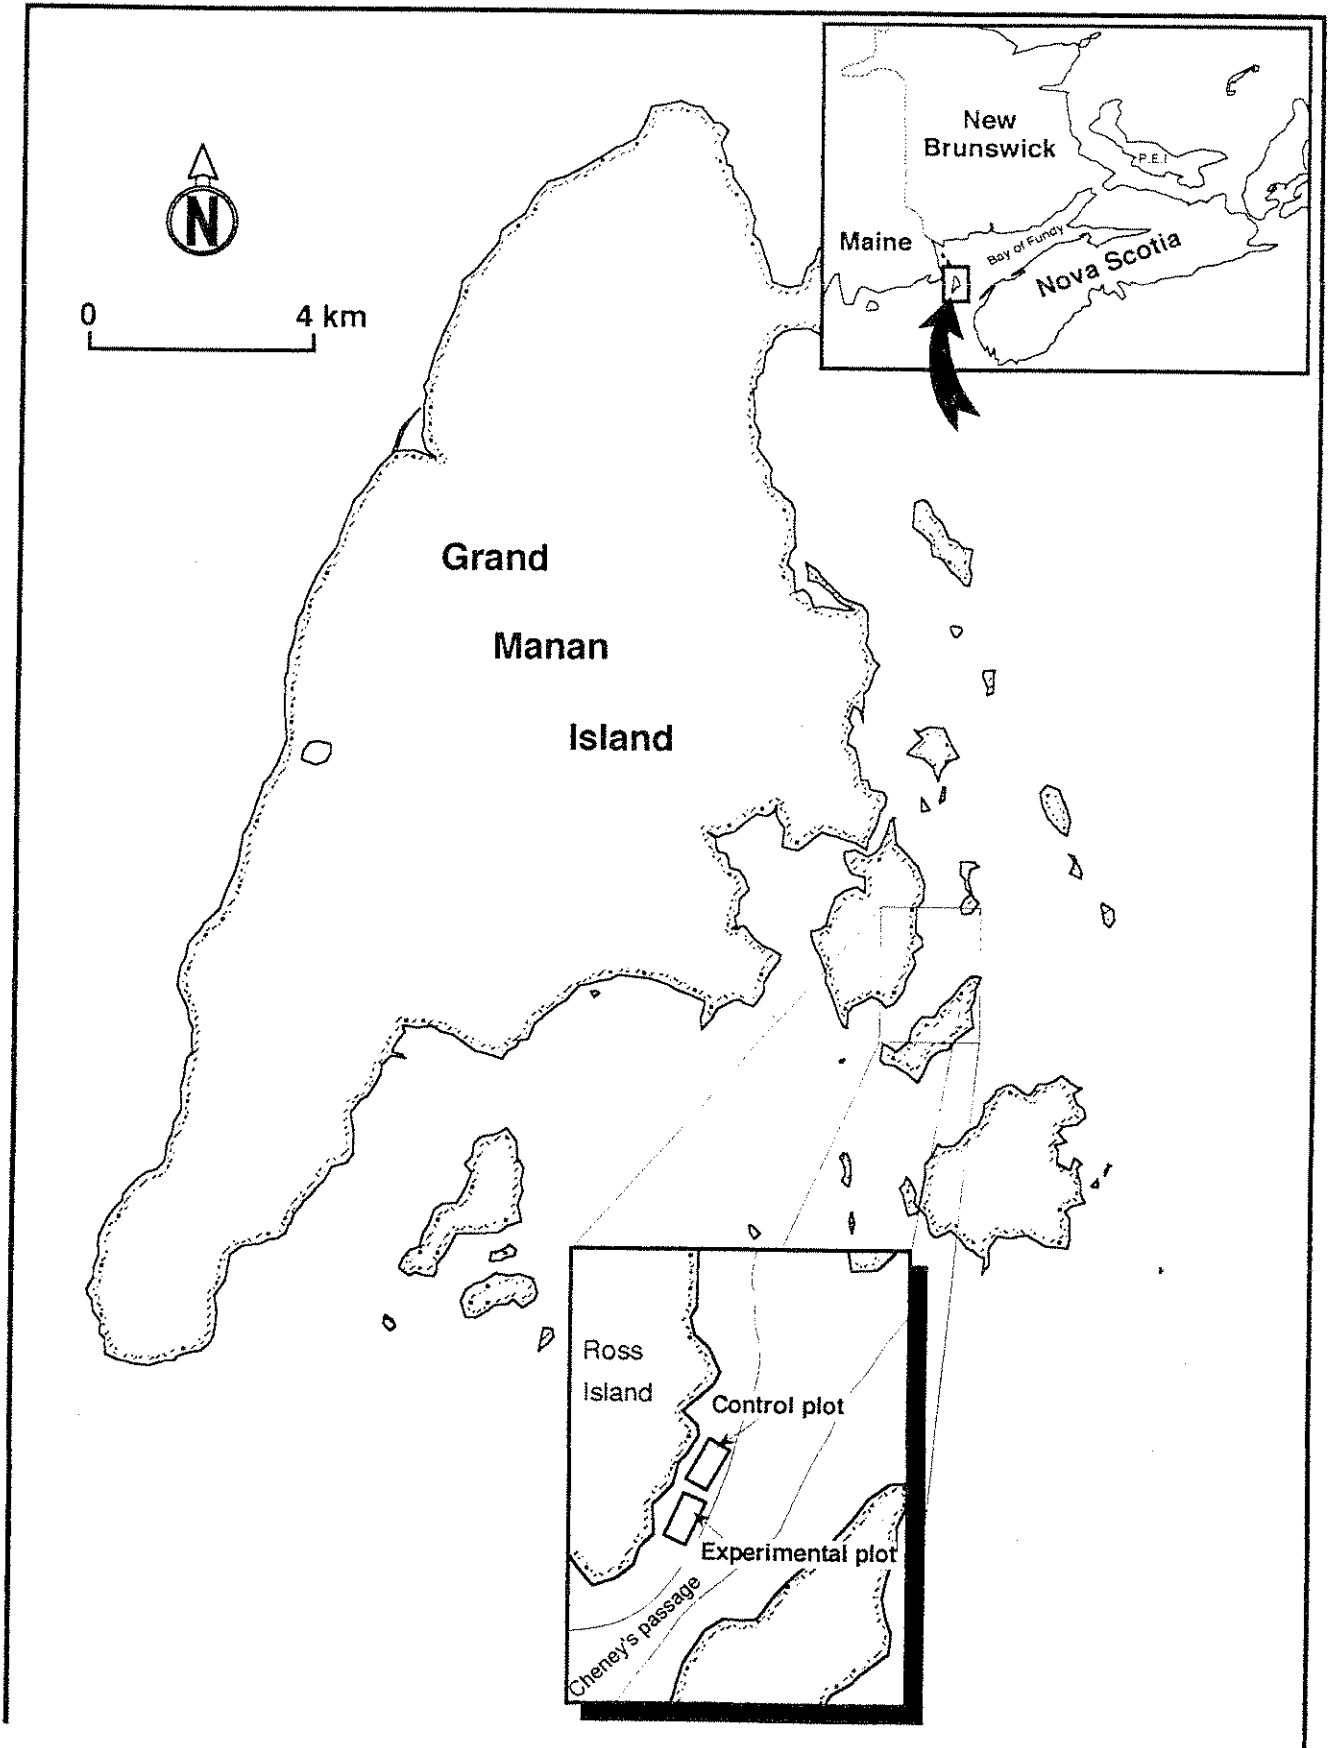 New
Brunswick
P.E.I
Maine
Bay of Fundy
Nova Scotia
N
0 4 km
Grand
Manan
Island
Ross
Island
Control plot
Experimental plot
Cheney's passage